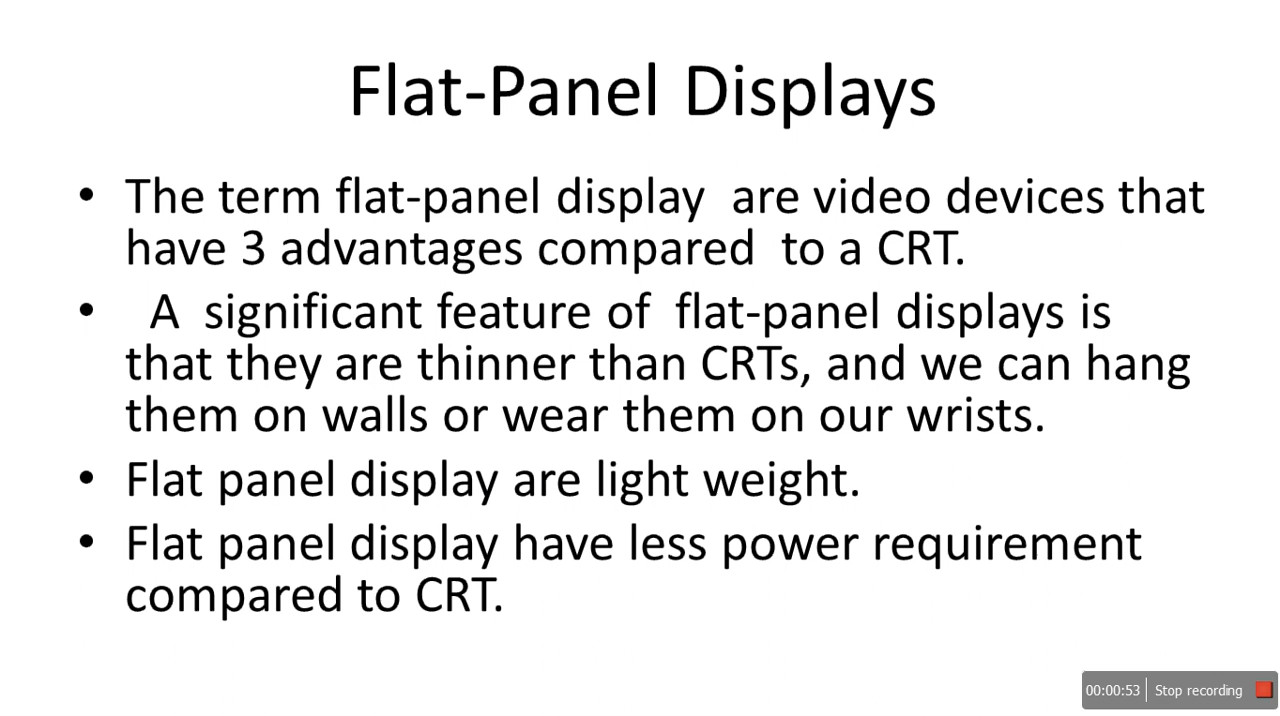 Flat-Panel Displays
• The term flat-panel display  are video devices that
have 3 advantages compared  to a CRT.
•   A  significant feature of  flat-panel displays is
that they are thinner than CRTs, and we can hang
them on walls or wear them on our wrists.
• Flat panel display are light weight.
• Flat panel display have less power requirement
compared to CRT.
00:00:53 Stop recording